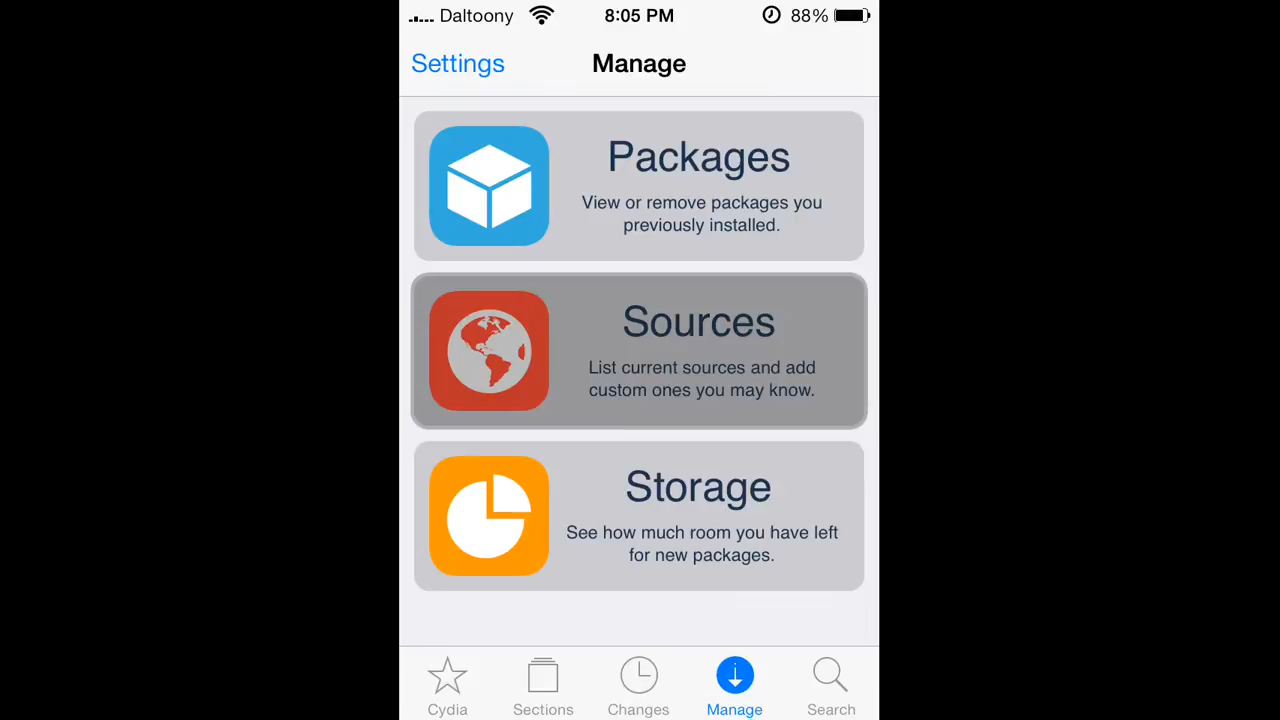 Daltoony 8:05 PM 88%
Settings Manage
Packages
View or remove packages you
previously installed.
Sources
List current sources and add
custom ones you may know.
Storage
See how much room you have left
for new packages.
Cydia Sections Changes Manage Search